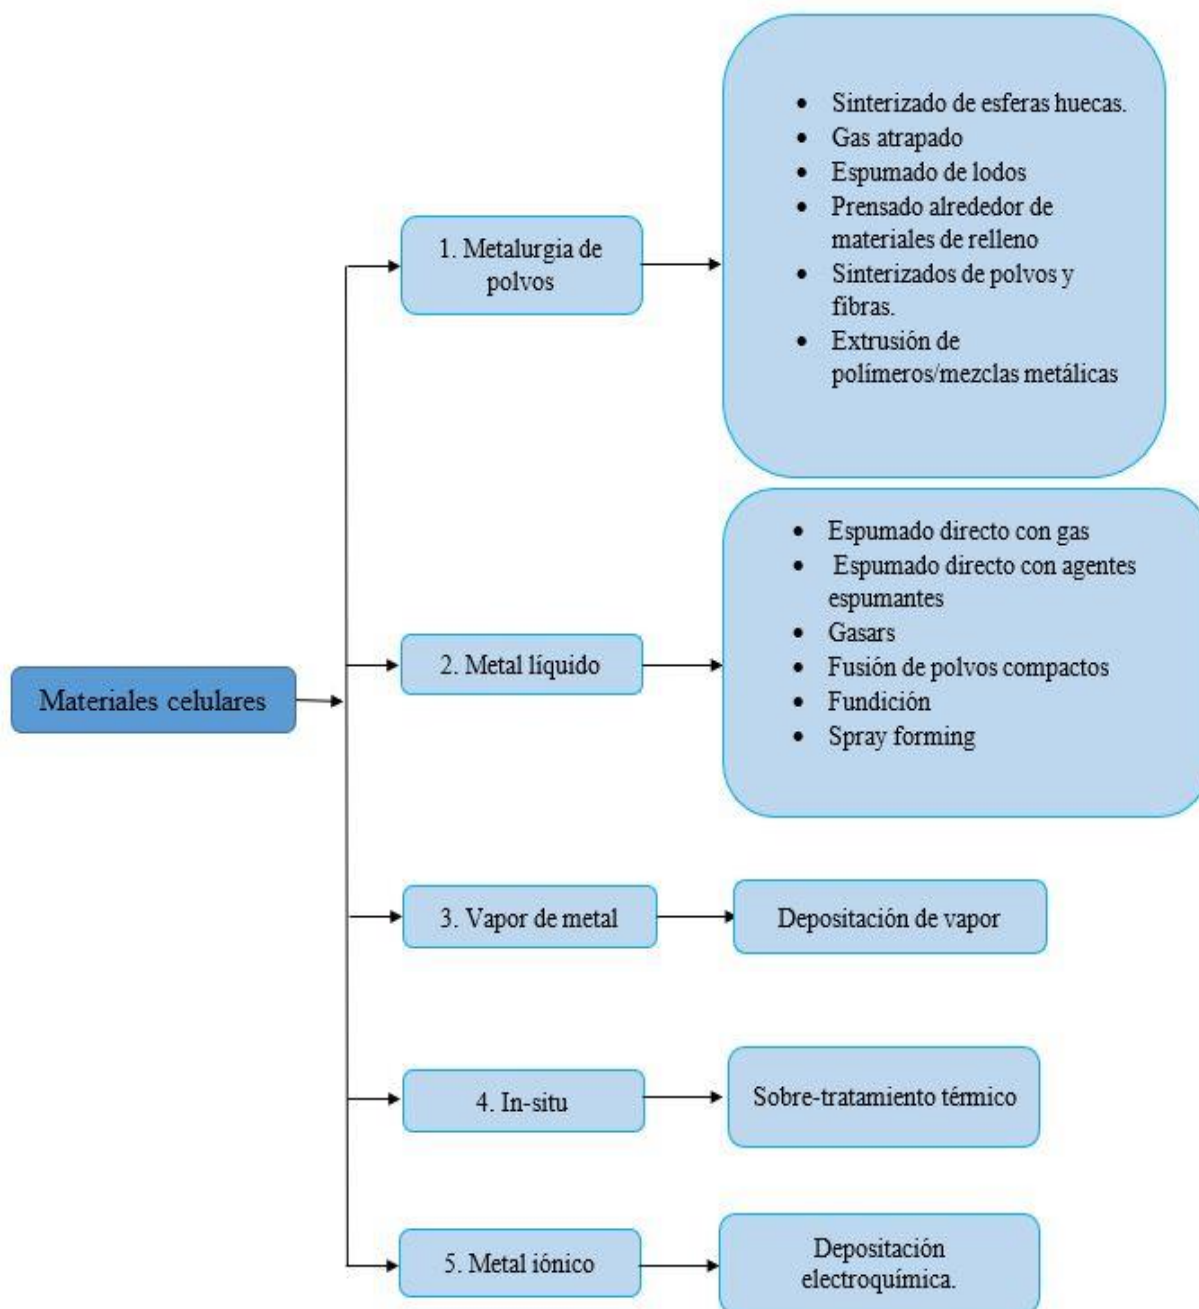 Materiales celulares
1. Metalurgia de
polvos
• Sinterizado de esferas huecas.
• Gas atrapado
• Espumado de lodos
• Prensado alrededor de
materiales de relleno
• Sinterizados de polvos y
fibras.
• Extrusión de
polímeros/mezclas metálicas
2. Metal líquido
• Espumado directo con gas
• Espumado directo con agentes
espumantes
• Gasars
• Fusión de polvos compactos
• Fundición
• Spray forming
3. Vapor de metal
Depositación de vapor
4. In-situ
Sobre-tratamiento térmico
5. Metal iónico
Depositación
electroquímica.